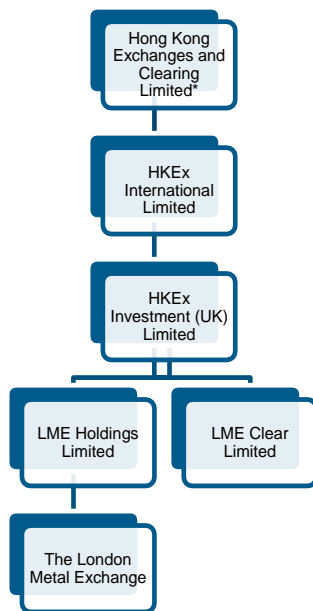 Hong Kong
Exchanges and
Clearing
Limited*
HKEx
International
Limited
HKEx
Investment (UK)
Limited
LME Holdings
Limited
LME Clear
Limited
The London
Metal Exchange